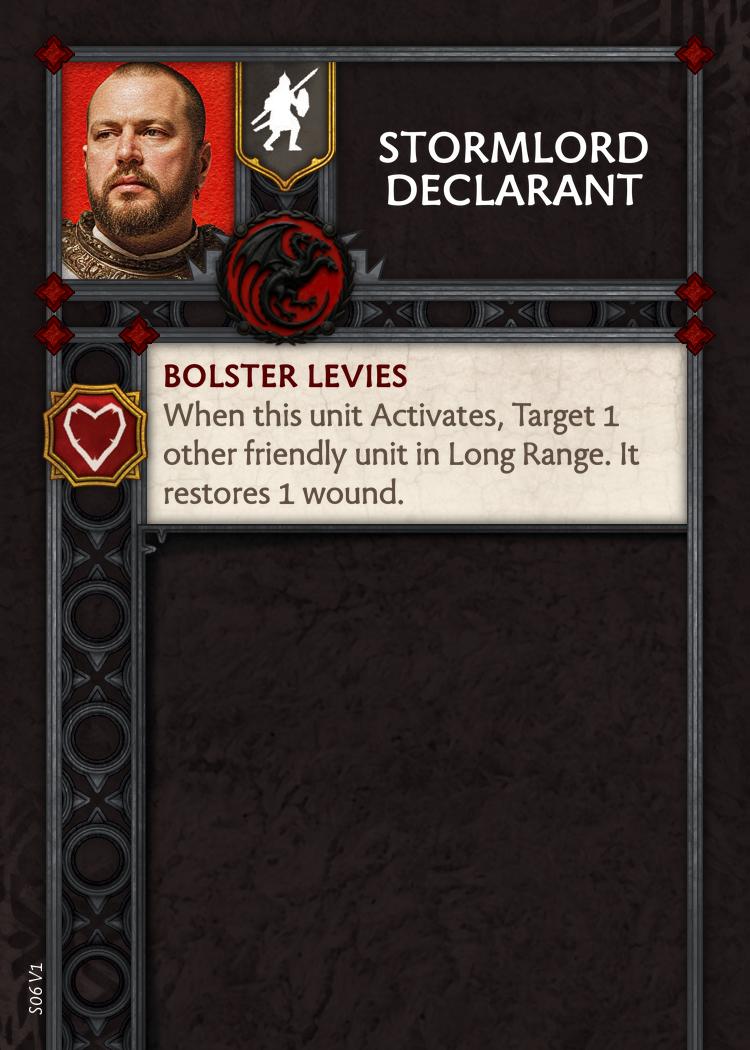 STORMLORD
DECLARANT
BOLSTER LEVIES
When this unit Activates, Target 1
other friendly unit in Long Range. It
restores 1 wound.
S06 V1